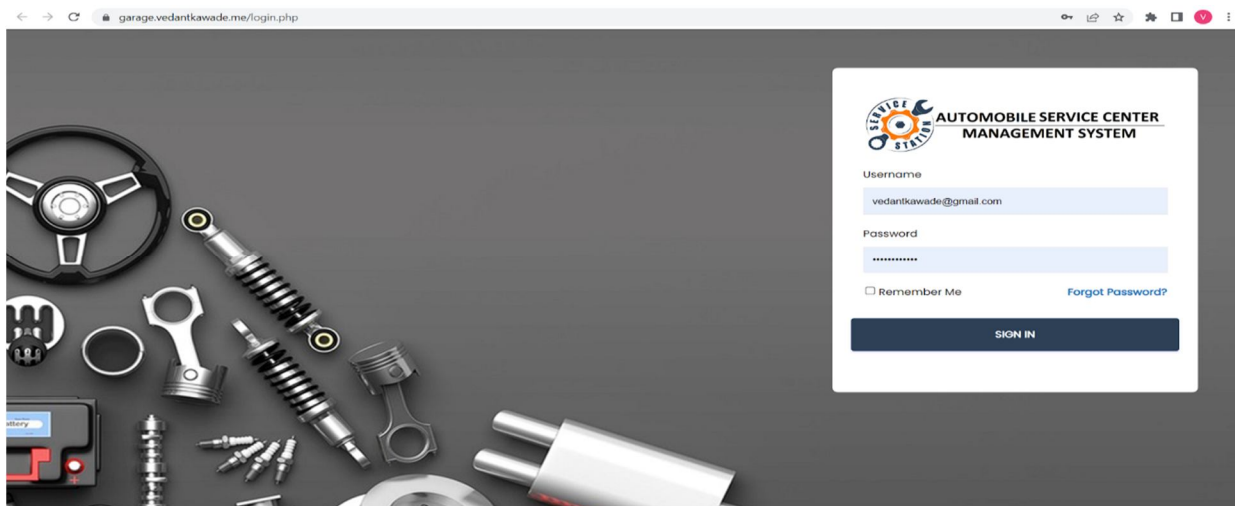 garage.vedantkawade.me/login.php
V
SERVICE
STATION
AUTOMOBILE SERVICE CENTER
MANAGEMENT SYSTEM
Username
vedantkawade@gmail.com
Password
••••••••••••
Remember Me
Forgot Password?
SIGN IN
attery